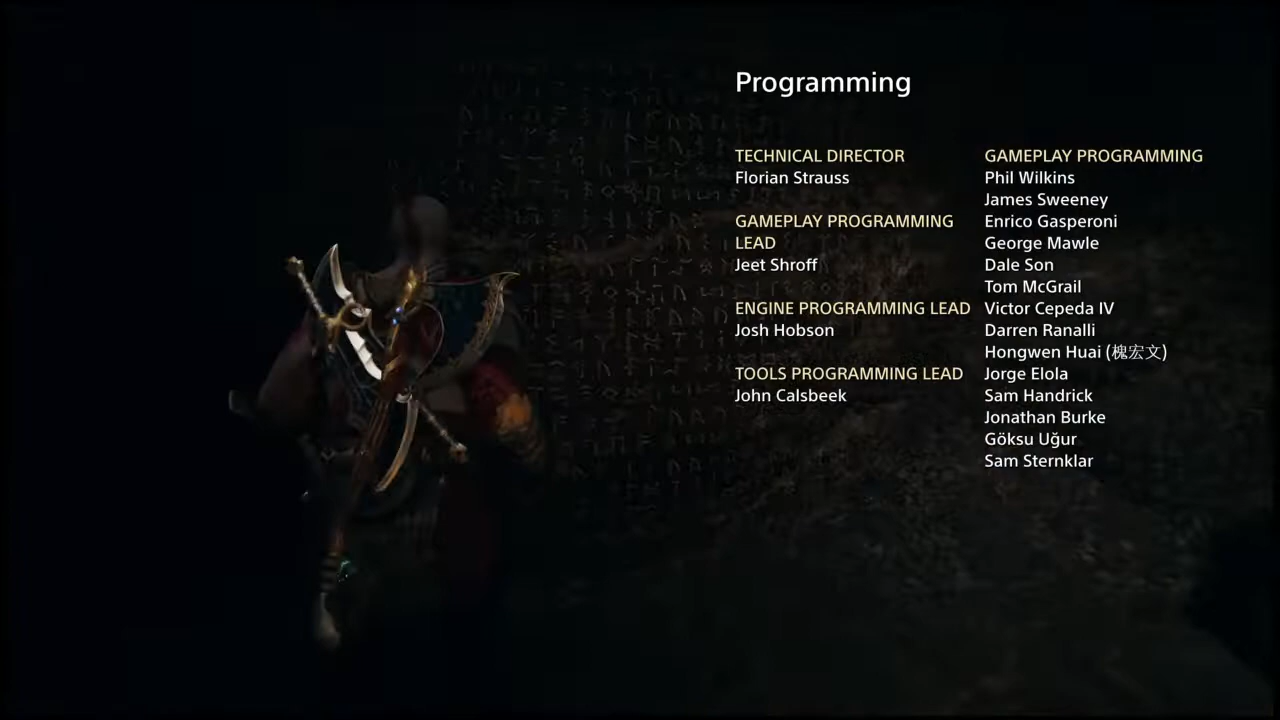 Programming
TECHNICAL DIRECTOR
Florian Strauss
GAMEPLAY PROGRAMMING
LEAD
Jeet Shroff
ENGINE PROGRAMMING LEAD
Josh Hobson
TOOLS PROGRAMMING LEAD
John Calsbeek
GAMEPLAY PROGRAMMING
Phil Wilkins
James Sweeney
Enrico Gasperoni
George Mawle
Dale Son
Tom McGrail
Victor Cepeda IV
Darren Ranalli
Hongwen Huai (槐宏文)
Jorge Elola
Sam Handrick
Jonathan Burke
Göksu Uğur
Sam Sternklar